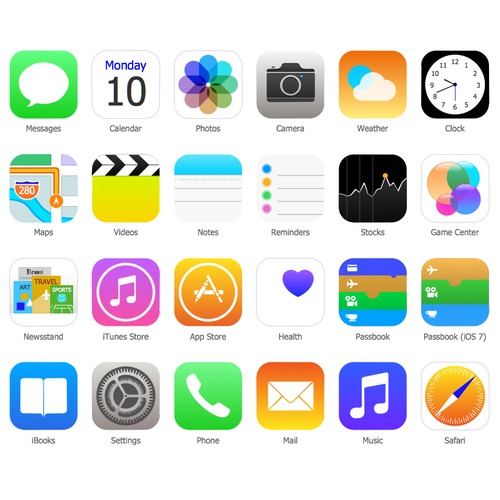 Monday
10
Messages
Calendar
Photos
Camera
Weather
Clock
280
Maps
Videos
Notes
Reminders
Stocks
Game Center
News
TRAVEL
ART
SPORTS
Newsstand
iTunes Store
App Store
Health
Passbook
Passbook (iOS 7)
iBooks
Settings
Phone
Mail
Music
Safari